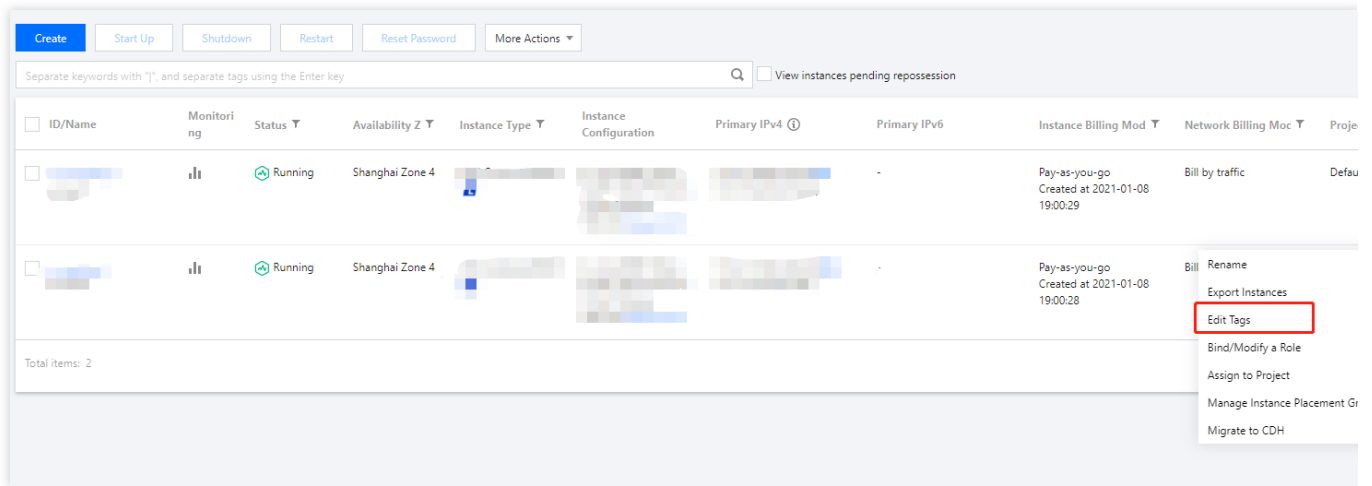 Create Start Up Shutdown Restart Reset Password More Actions
Separate keywords with "|", and separate tags using the Enter key
View instances pending repossession
ID/Name Monitori ng Status Availability Z Instance Type Instance Configuration Primary IPv4 Primary IPv6 Instance Billing Mod Network Billing Moc Projec
Running Shanghai Zone 4 - Pay-as-you-go Bill by traffic Defau
Created at 2021-01-08
19:00:29
Running Shanghai Zone 4 - Pay-as-you-go Bill
Created at 2021-01-08
19:00:28
Rename
Export Instances
Edit Tags
Bind/Modify a Role
Assign to Project
Manage Instance Placement Gr
Migrate to CDH
Total items: 2